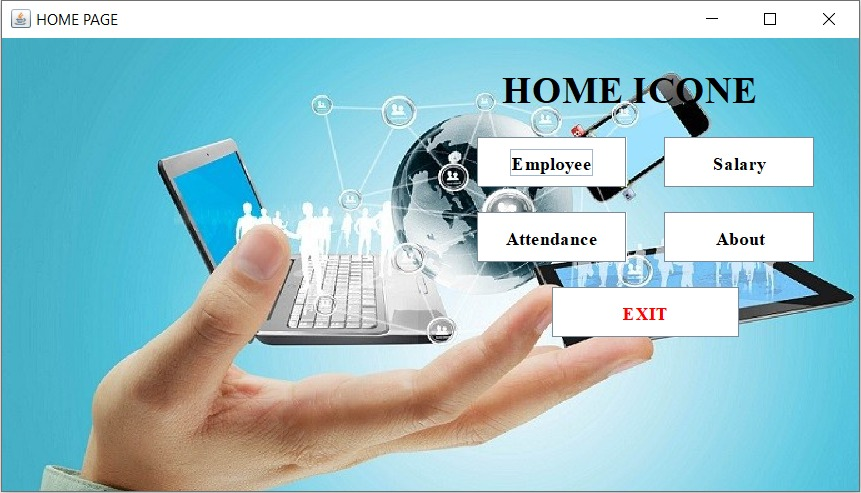 HOME PAGE
HOME ICONE
Employee
Salary
Attendance
About
EXIT